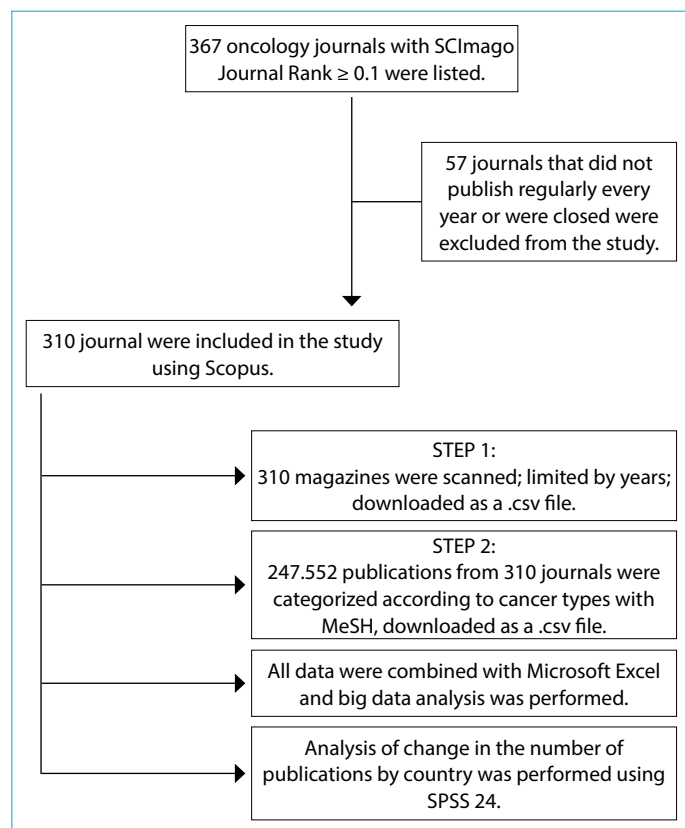 367 oncology journals with SCImago
Journal Rank ≥ 0.1 were listed.
57 journals that did not
publish regularly every
year or were closed were
excluded from the study.
310 journal were included in the study
using Scopus.
STEP 1:
310 magazines were scanned; limited by years;
downloaded as a .csv file.
STEP 2:
247.552 publications from 310 journals were
categorized according to cancer types with
MeSH, downloaded as a .csv file.
All data were combined with Microsoft Excel
and big data analysis was performed.
Analysis of change in the number of
publications by country was performed using
SPSS 24.